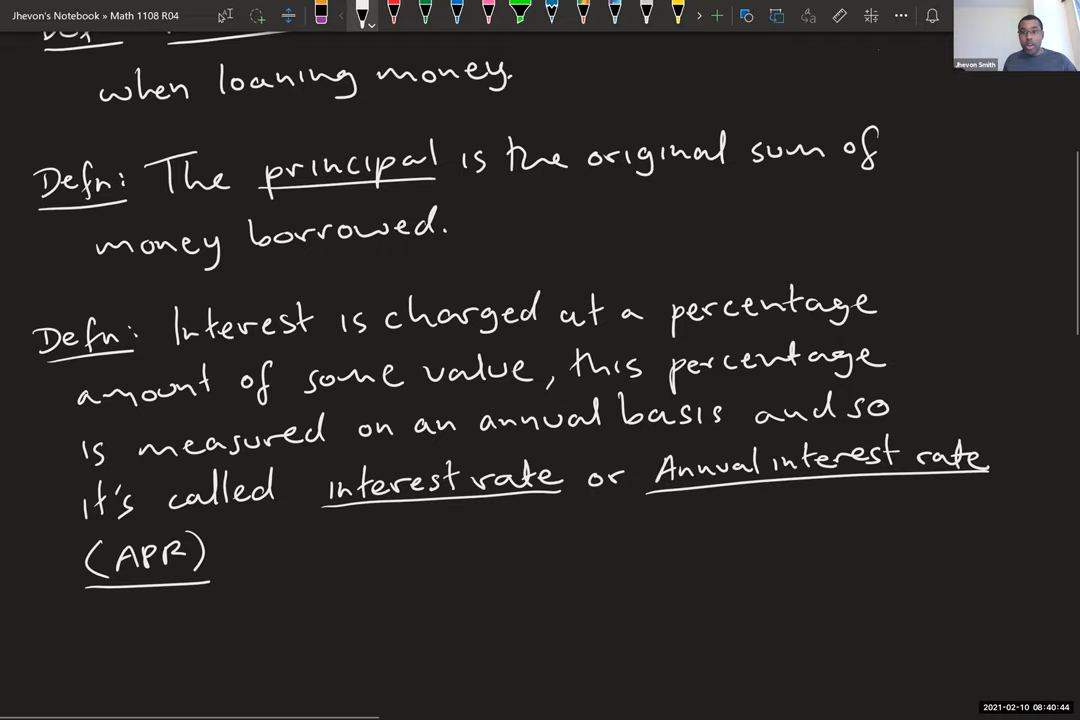 Jhevon's Notebook » Math 1108 R04
Jhevon Smith
when loaning money.
Defn: The principal is the original sum of
money borrowed.
Defn: Interest is charged at a percentage
amount of some value, this percentage
is measured on an annual basis and so
it's called interest rate or Annual interest rate
(APR)
2021-02-10 08:40:44